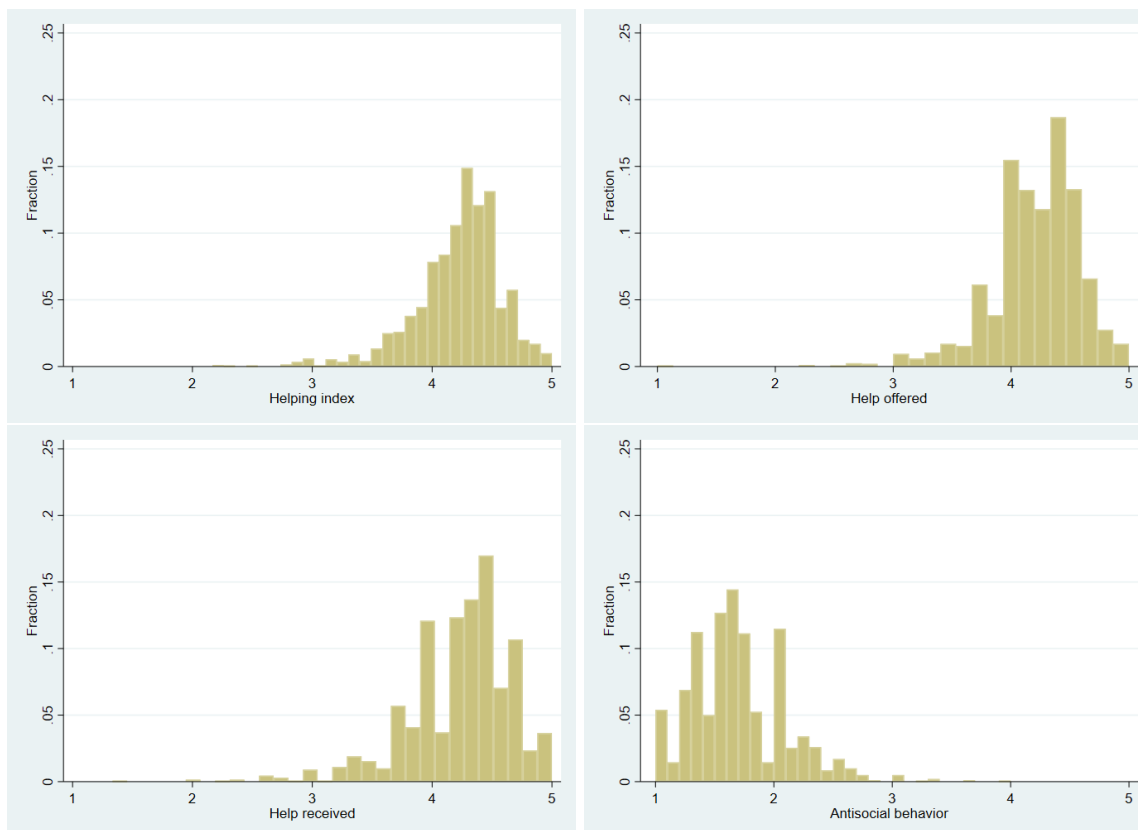 .25
.2
.15
.1
.05
0
Fraction
1 2 3 4 5
Helping index
.25
.2
.15
.1
.05
0
Fraction
1 2 3 4 5
Help offered
.25
.2
.15
.1
.05
0
Fraction
1 2 3 4 5
Help received
.25
.2
.15
.1
.05
0
Fraction
1 2 3 4 5
Antisocial behavior